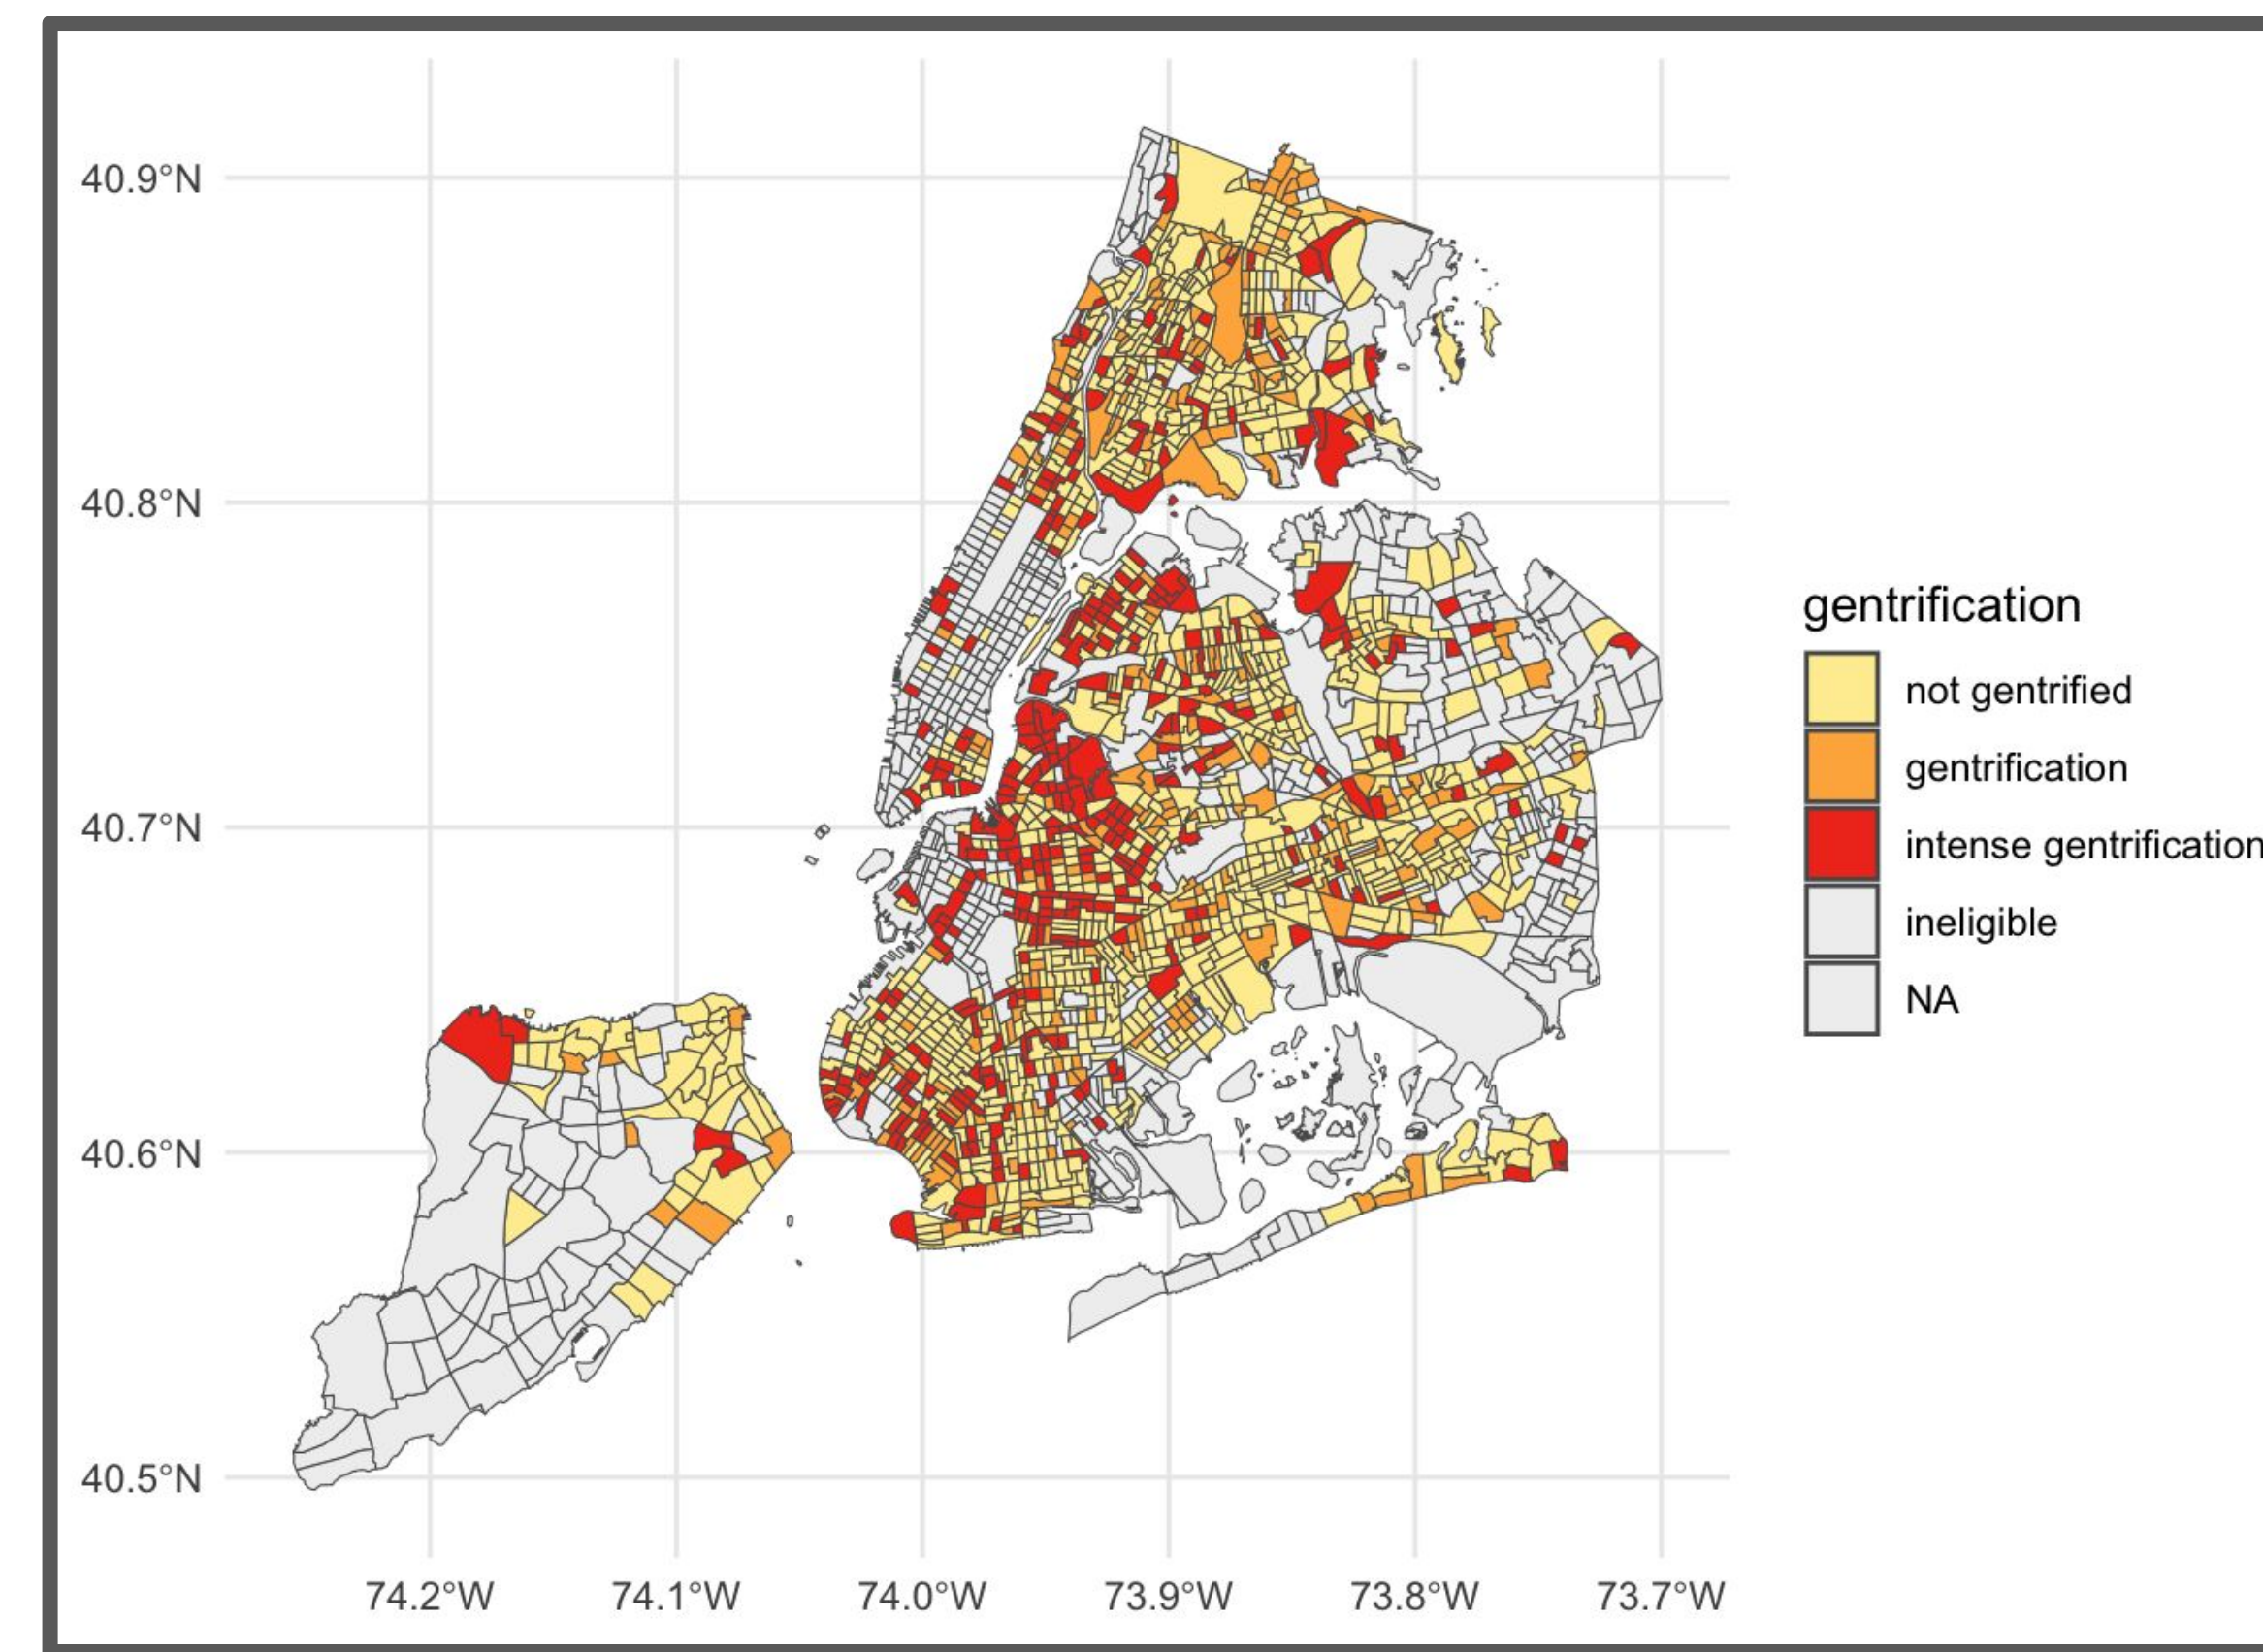 40.9°N
40.8°N
40.7°N
40.6°N
40.5°N
74.2°W 74.1°W 74.0°W 73.9°W 73.8°W 73.7°W
gentrification
not gentrified
gentrification
intense gentrification
ineligible
NA